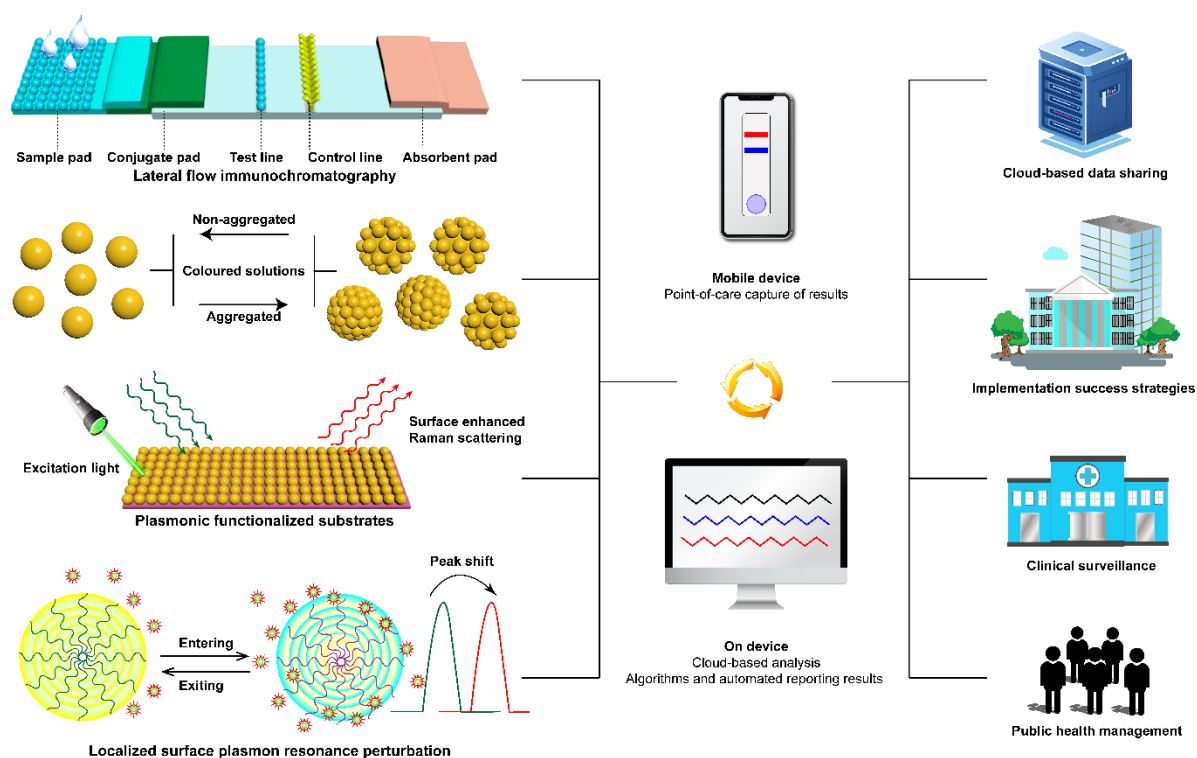 Sample pad
Conjugate pad
Test line
Control line
Absorbent pad
Lateral flow immunochromatography
Non-aggregated
Coloured solutions
Aggregated
Excitation light
Surface enhanced
Raman scattering
Plasmonic functionalized substrates
Peak shift
Entering
Exiting
Localized surface plasmon resonance perturbation
Mobile device
Point-of-care capture of results
On device
Cloud-based analysis
Algorithms and automated reporting results
Cloud-based data sharing
Implementation success strategies
Clinical surveillance
Public health management